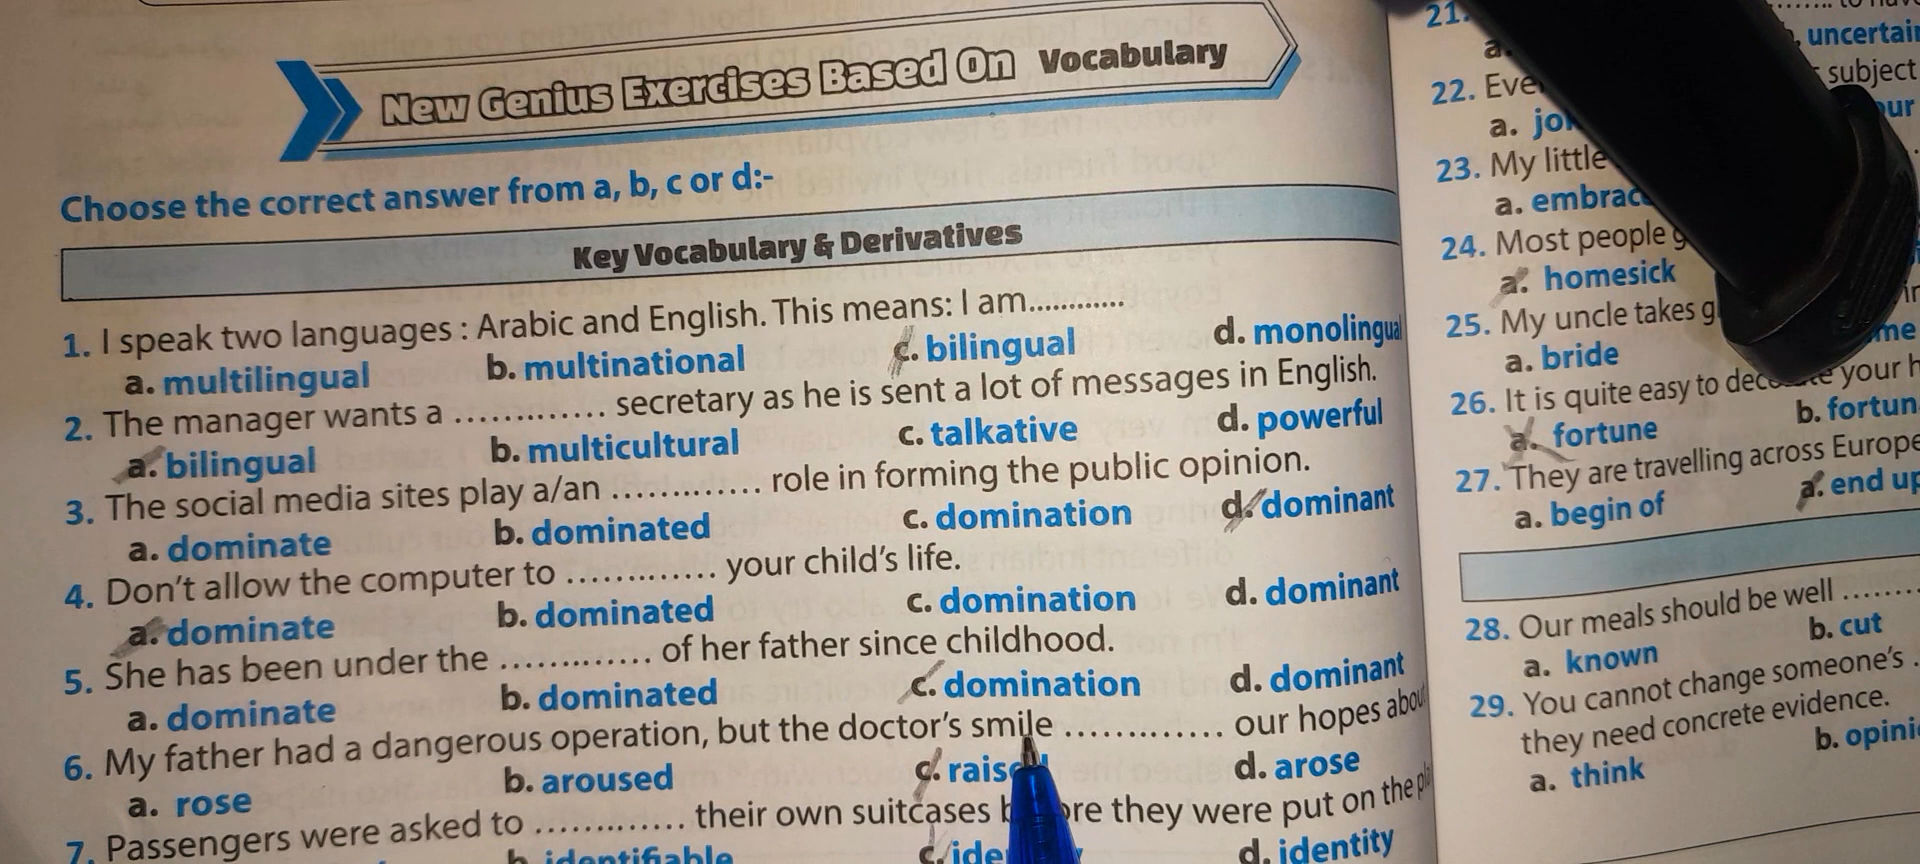 New Genius Exercises Based On Vocabulary
Choose the correct answer from a, b, c or d:-
Key Vocabulary & Derivatives
1. I speak two languages : Arabic and English. This means: I am............
a. multilingual b. multinational c. bilingual d. monolingual
2. The manager wants a ............. secretary as he is sent a lot of messages in English.
a. bilingual b. multicultural c. talkative d. powerful
3. The social media sites play a/an ............. role in forming the public opinion.
a. dominate b. dominated c. domination d. dominant
4. Don't allow the computer to ............. your child's life.
a. dominate b. dominated c. domination d. dominant
5. She has been under the ............. of her father since childhood.
a. dominate b. dominated c. domination d. dominant
6. My father had a dangerous operation, but the doctor's smile ............. our hopes
a. rose b. aroused c. d. arose
7. Passengers were asked to ............. their own suitcases they were put on the
b. identifiable c. d. identity
21.
a. uncertain
22. subject
a.
23. My little
a.
24. Most people
a. homesick
25. My uncle takes
a. bride
26. It is quite easy to your
a. fortune b.
27. They are travelling across Europe
a. begin of a. end up
28. Our meals should be well .......
a. known b. cut
29. You cannot change someone's
they need concrete evidence.
a. think b.